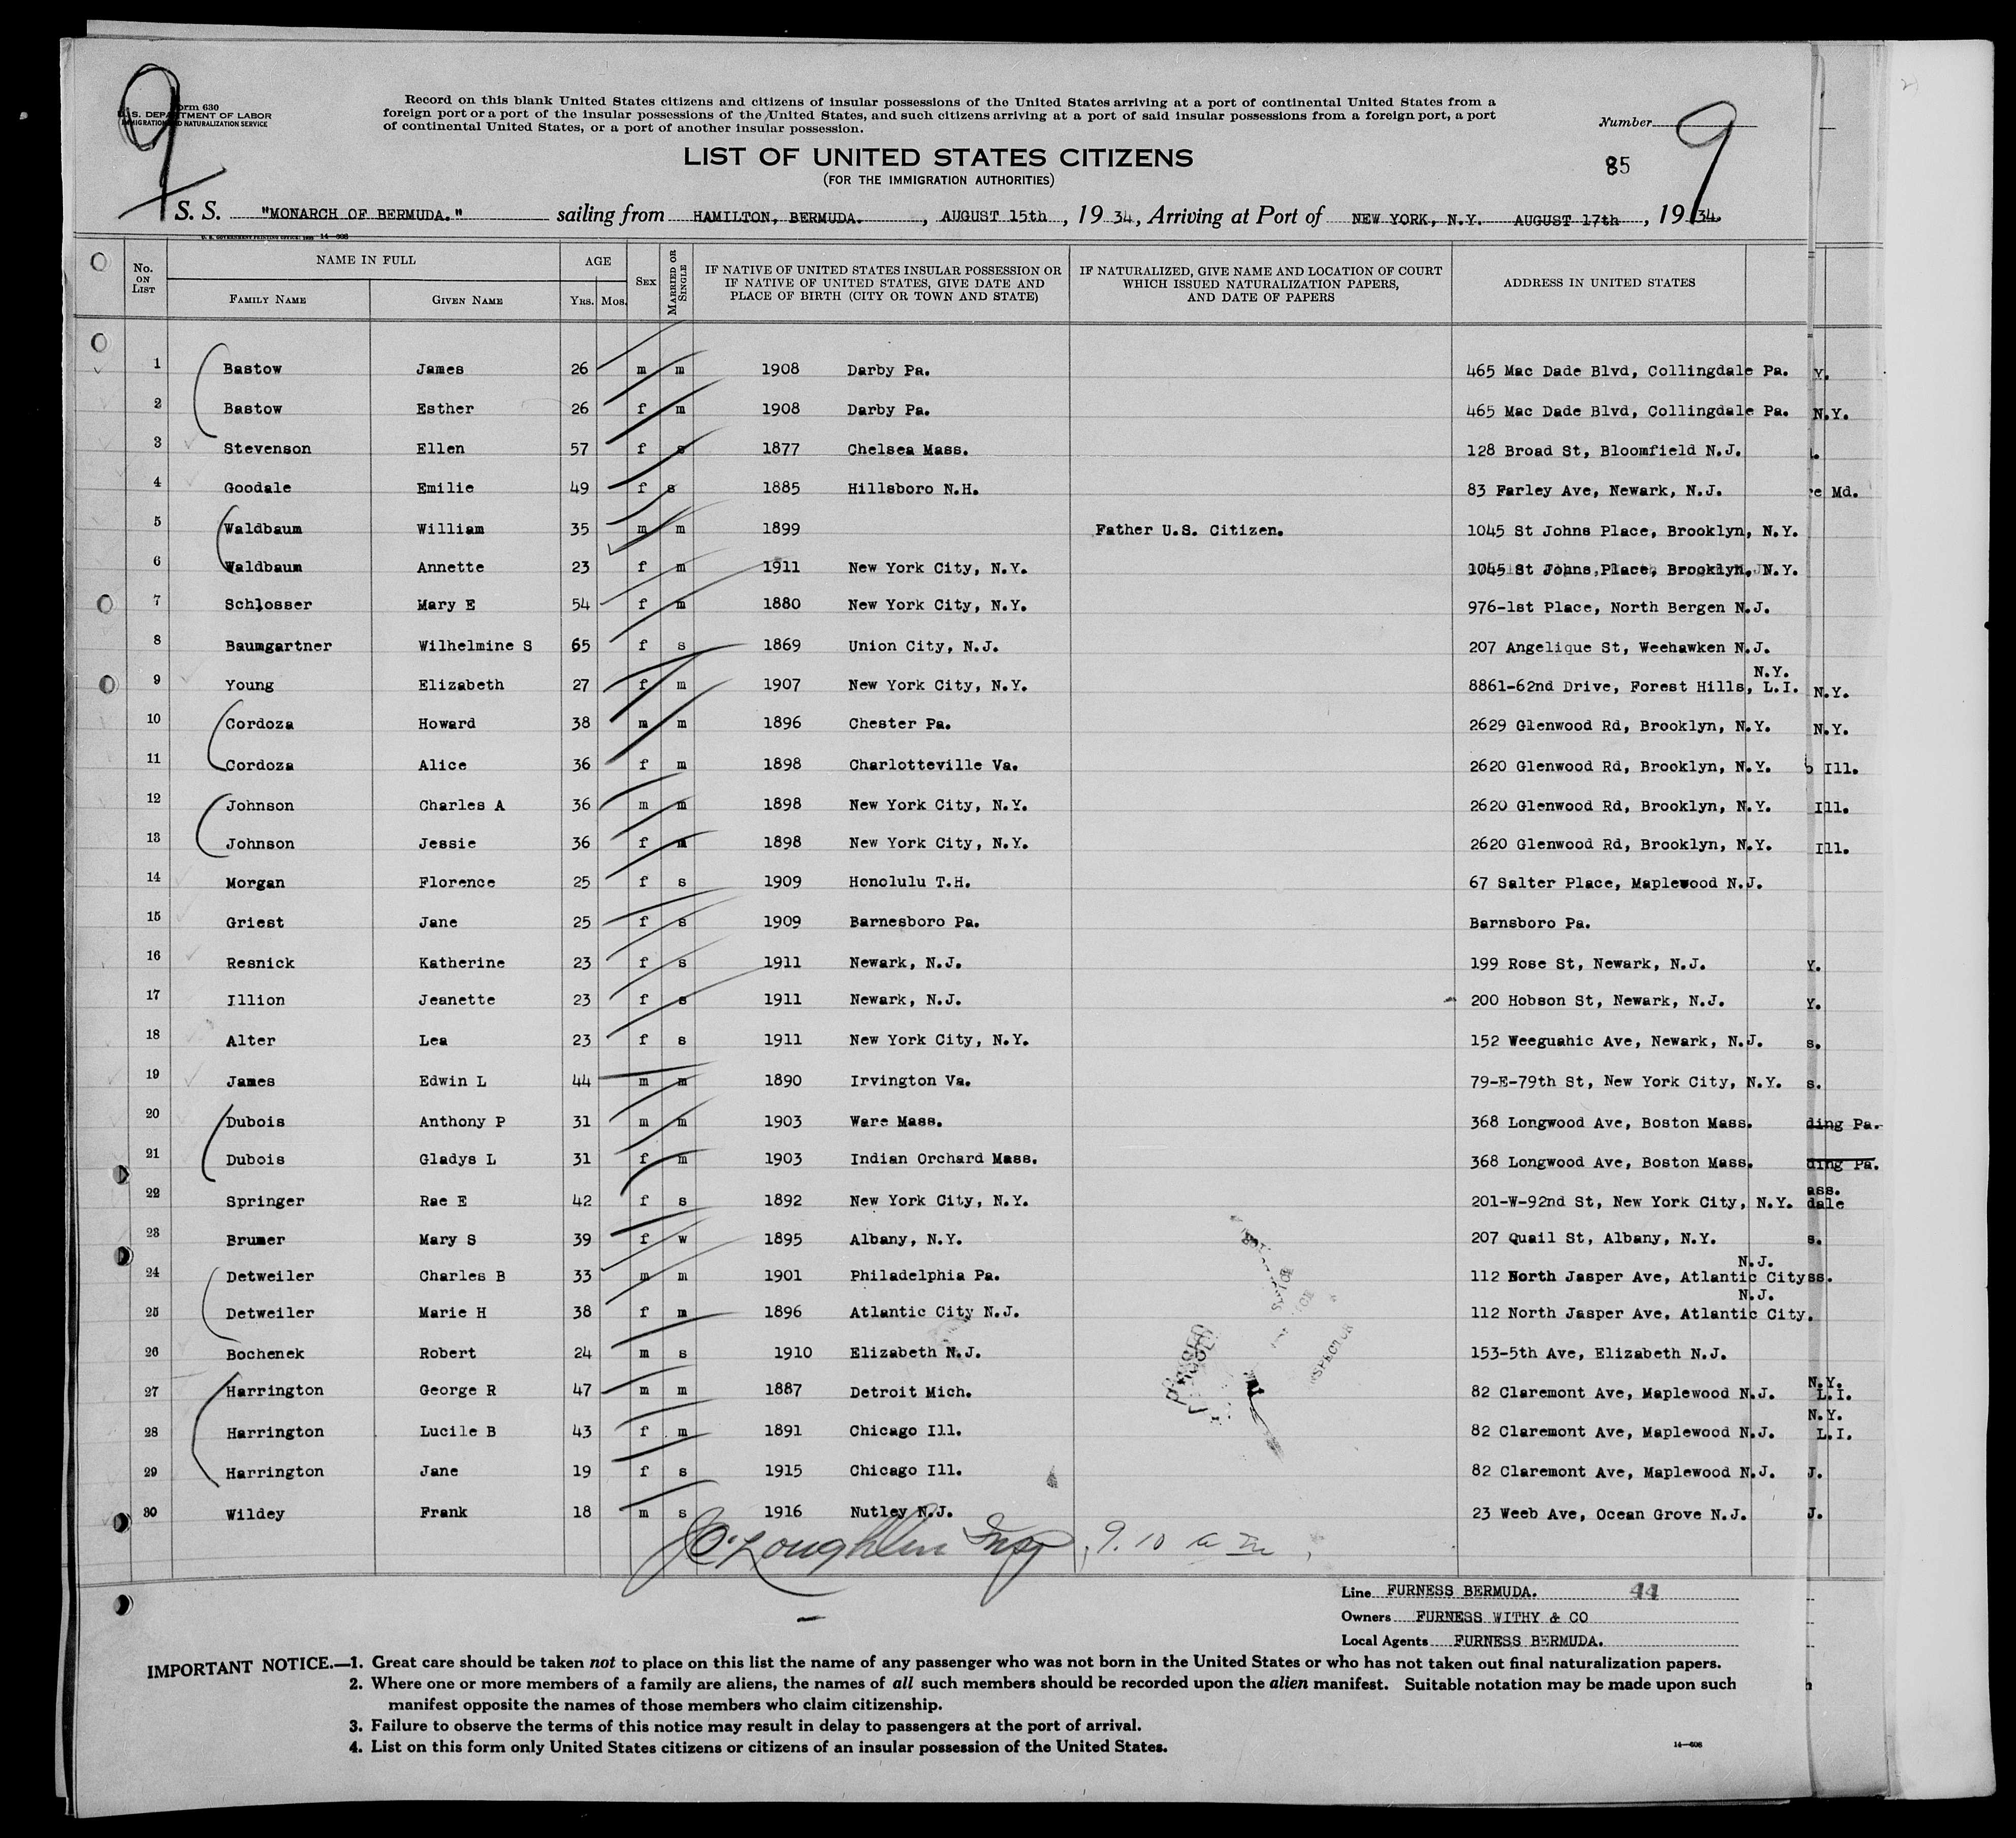 9
9
Form 630
U.S. DEPARTMENT OF LABOR
IMMIGRATION AND NATURALIZATION SERVICE
Record on this blank United States citizens and citizens of insular possessions of the United States arriving at a port of continental United States from a
foreign port or a port of the insular possessions of the United States, and such citizens arriving at a port of said insular possessions from a foreign port, a port
of continental United States, or a port of another insular possession.
Number
LIST OF UNITED STATES CITIZENS
(FOR THE IMMIGRATION AUTHORITIES)
85
S. S. "MONARCH OF BERMUDA." sailing from HAMILTON, BERMUDA. , AUGUST 15th , 19 34, Arriving at Port of NEW YORK, N.Y. AUGUST 17th , 19 34.
U. S. GOVERNMENT PRINTING OFFICE: 14—608
No. ON LIST NAME IN FULL FAMILY NAME GIVEN NAME AGE YRS. MOS. SEX MARRIED OR SINGLE IF NATIVE OF UNITED STATES INSULAR POSSESSION OR IF NATIVE OF UNITED STATES, GIVE DATE AND PLACE OF BIRTH (CITY OR TOWN AND STATE) IF NATURALIZED, GIVE NAME AND LOCATION OF COURT WHICH ISSUED NATURALIZATION PAPERS, AND DATE OF PAPERS ADDRESS IN UNITED STATES
1 Bastow James 26 m m 1908 Darby Pa. 465 Mac Dade Blvd, Collingdale Pa. Y.
2 Bastow Esther 26 f m 1908 Darby Pa. 465 Mac Dade Blvd, Collingdale Pa. N.Y.
3 Stevenson Ellen 57 f s 1877 Chelsea Mass. 128 Broad St, Bloomfield N.J.
4 Goodale Emilie 49 f s 1885 Hillsboro N.H. 83 Farley Ave, Newark, N.J. e Md.
5 Waldbaum William 35 m m 1899 Father U.S. Citizen. 1045 St Johns Place, Brooklyn, N.Y.
6 Waldbaum Annette 23 f m 1911 New York City, N.Y. 1045 St Johns Place, Brooklyn, N.Y.
7 Schlosser Mary E 54 f m 1880 New York City, N.Y. 976-1st Place, North Bergen N.J.
8 Baumgartner Wilhelmine S 65 f s 1869 Union City, N.J. 207 Angelique St, Weehawken N.J.
N.Y.
9 Young Elizabeth 27 f m 1907 New York City, N.Y. 8861-62nd Drive, Forest Hills, L.I. N.Y.
10 Cordoza Howard 38 m m 1896 Chester Pa. 2629 Glenwood Rd, Brooklyn, N.Y. N.Y.
11 Cordoza Alice 36 f m 1898 Charlotteville Va. 2620 Glenwood Rd, Brooklyn, N.Y. o Ill.
12 Johnson Charles A 36 m m 1898 New York City, N.Y. 2620 Glenwood Rd, Brooklyn, N.Y. Ill.
13 Johnson Jessie 36 f m 1898 New York City, N.Y. 2620 Glenwood Rd, Brooklyn, N.Y. Ill.
14 Morgan Florence 25 f s 1909 Honolulu T.H. 67 Salter Place, Maplewood N.J.
15 Griest Jane 25 f s 1909 Barnesboro Pa. Barnsboro Pa.
16 Resnick Katherine 23 f s 1911 Newark, N.J. 199 Rose St, Newark, N.J. Y.
17 Illion Jeanette 23 f s 1911 Newark, N.J. 200 Hobson St, Newark, N.J. Y.
18 Alter Lea 23 f s 1911 New York City, N.Y. 152 Weeguahic Ave, Newark, N.J. s.
19 James Edwin L 44 m m 1890 Irvington Va. 79-E-79th St, New York City, N.Y. s.
20 Dubois Anthony P 31 m m 1903 Ware Mass. 368 Longwood Ave, Boston Mass. ding Pa.
21 Dubois Gladys L 31 f m 1903 Indian Orchard Mass. 368 Longwood Ave, Boston Mass. ding Pa.
ass.
22 Springer Rae E 42 f s 1892 New York City, N.Y. 201-W-92nd St, New York City, N.Y. dale
23 Brumer Mary S 39 f w 1895 Albany, N.Y. 207 Quail St, Albany, N.Y. s.
N.J.
24 Detweiler Charles B 33 m m 1901 Philadelphia Pa. 112 North Jasper Ave, Atlantic City ss.
N.J.
25 Detweiler Marie H 38 f m 1896 Atlantic City N.J. 112 North Jasper Ave, Atlantic City.
26 Bochenek Robert 24 m s 1910 Elizabeth N.J. 153-5th Ave, Elizabeth N.J.
N.Y.
27 Harrington George R 47 m m 1887 Detroit Mich. 82 Claremont Ave, Maplewood N.J. L.I.
N.Y.
28 Harrington Lucile B 43 f m 1891 Chicago Ill. 82 Claremont Ave, Maplewood N.J. L.I.
29 Harrington Jane 19 f s 1915 Chicago Ill. 82 Claremont Ave, Maplewood N.J. J.
30 Wildey Frank 18 m s 1916 Nutley N.J. 23 Weeb Ave, Ocean Grove N.J. J.
O'Loughlin Insp, 9.10 a m
Line FURNESS BERMUDA. 44
Owners FURNESS WITHY & CO
Local Agents FURNESS BERMUDA.
IMPORTANT NOTICE.—1. Great care should be taken not to place on this list the name of any passenger who was not born in the United States or who has not taken out final naturalization papers.
2. Where one or more members of a family are aliens, the names of all such members should be recorded upon the alien manifest. Suitable notation may be made upon such
manifest opposite the names of those members who claim citizenship.
3. Failure to observe the terms of this notice may result in delay to passengers at the port of arrival.
4. List on this form only United States citizens or citizens of an insular possession of the United States.
14—608